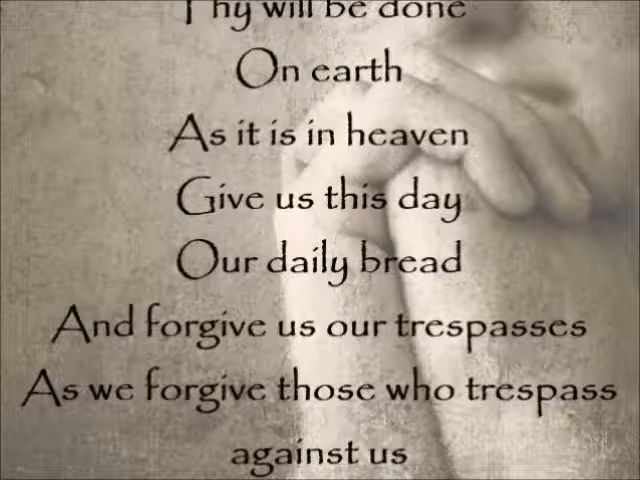 Thy will be done
On earth
As it is in heaven
Give us this day
Our daily bread
And forgive us our trespasses
As we forgive those who trespass
against us